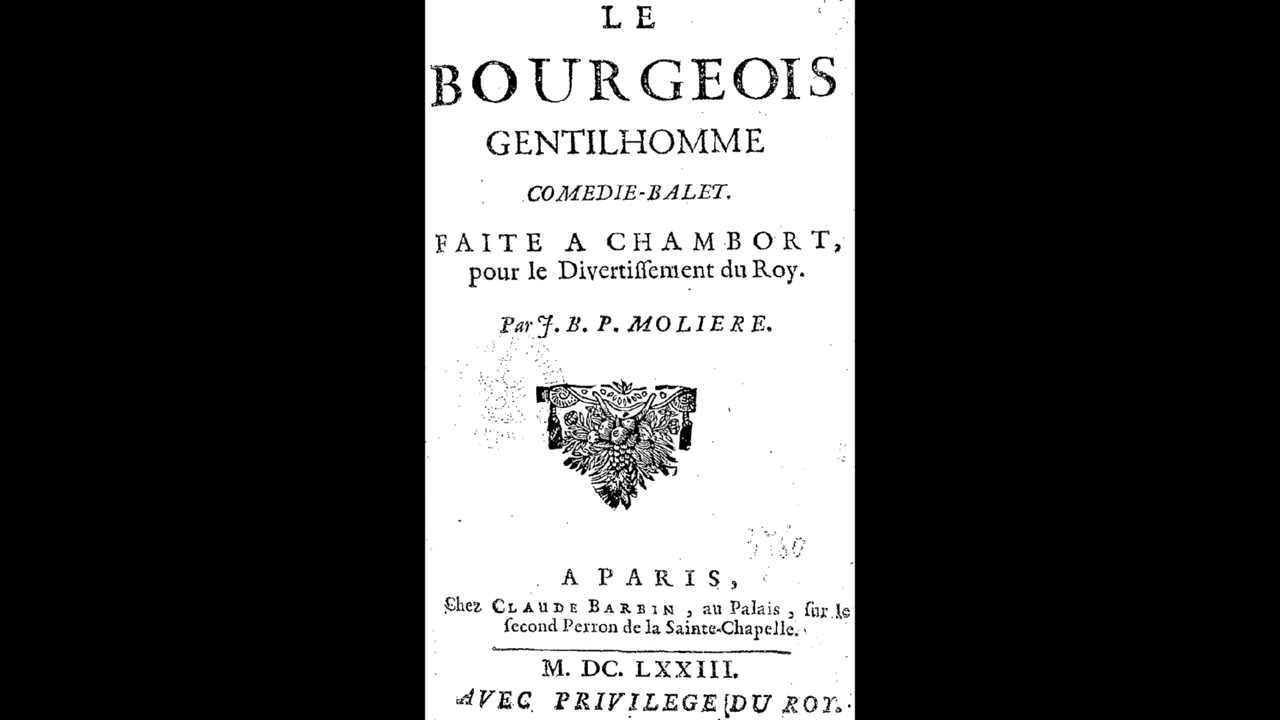 LE
BOURGEOIS
GENTILHOMME
COMEDIE-BALET.
FAITE A CHAMBORT,
pour le Divertiſſement du Roy.
Par J. B. P. MOLIERE.
3760
A PARIS,
Chez CLAUDE BARBIN, au Palais, ſur le
ſecond Perron de la Sainte-Chapelle.
M. DC. LXXIII.
AVEC PRIVILEGE DU ROY.